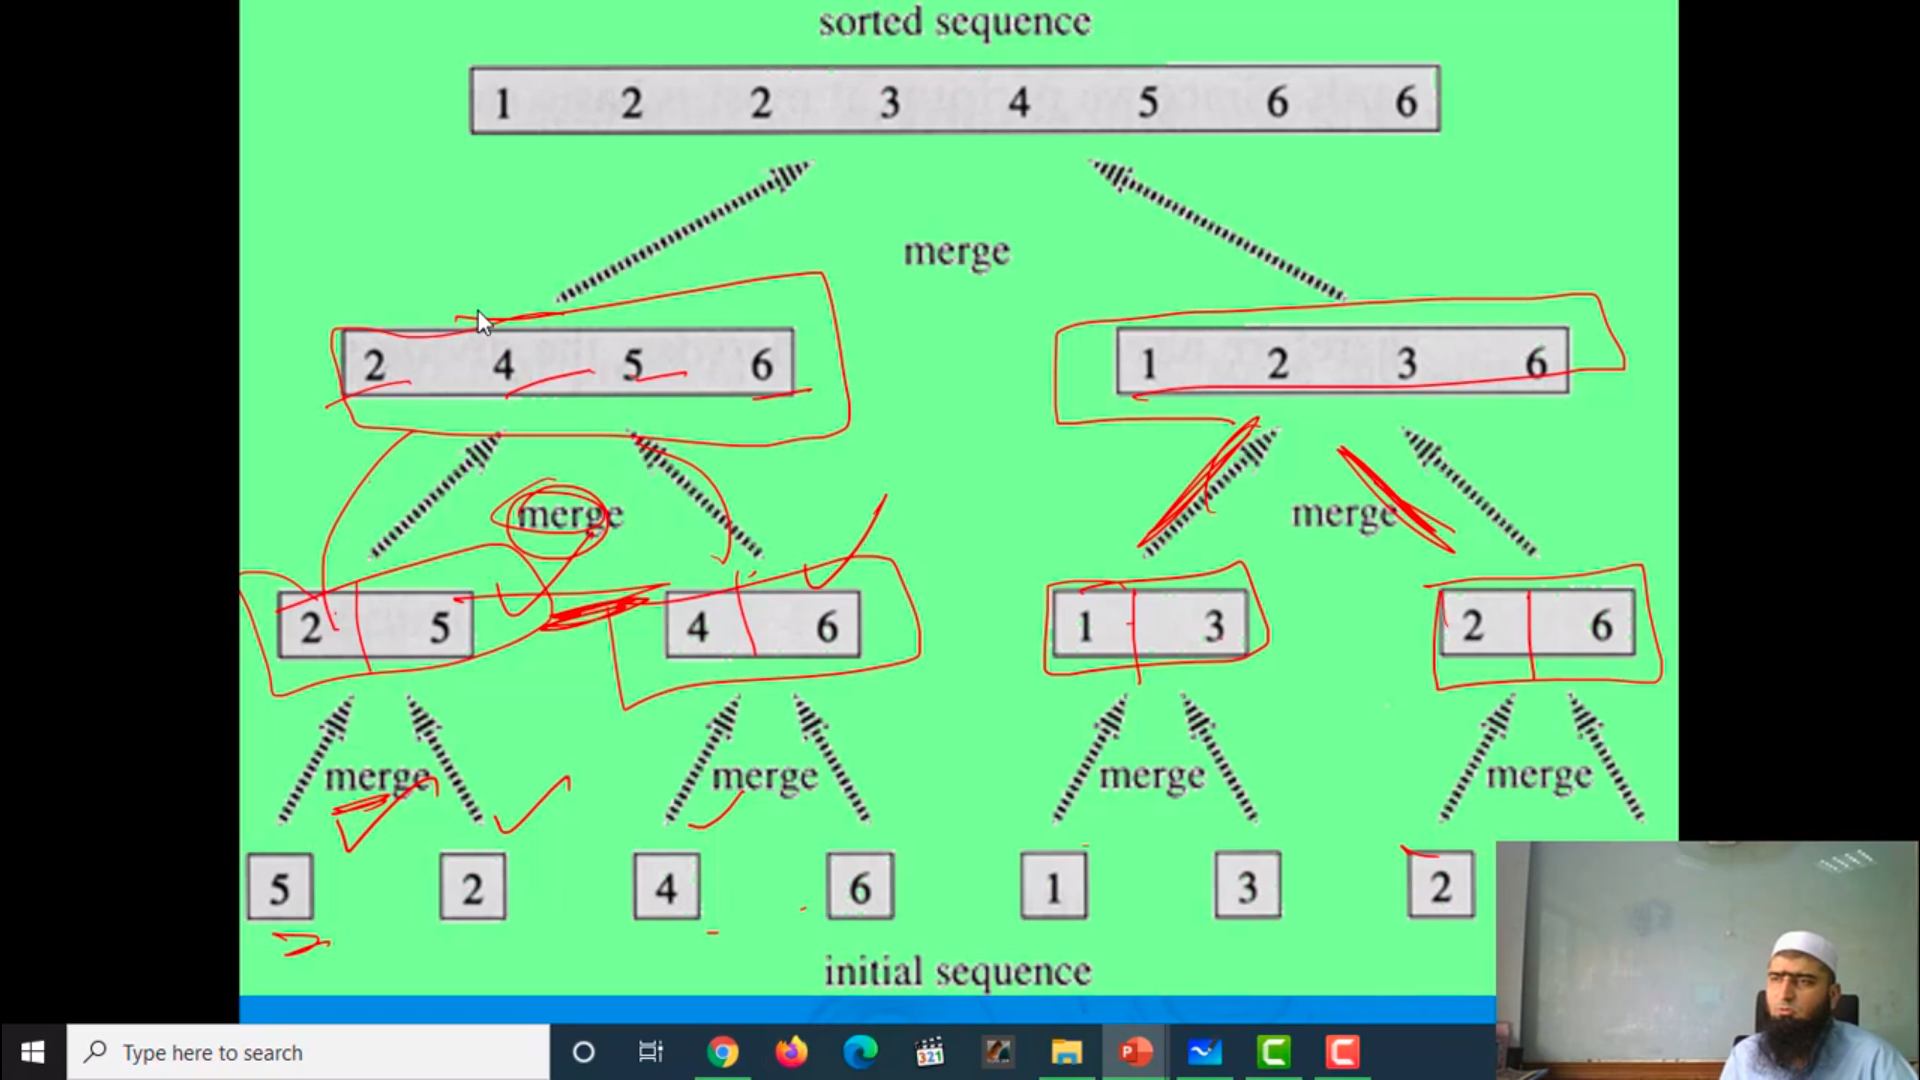 sorted sequence
1 2 2 3 4 5 6 6
merge
2 4 5 6 1 2 3 6
merge merge
2 5 4 6 1 3 2 6
merge merge merge merge
5 2 4 6 1 3 2
initial sequence
Type here to search
321